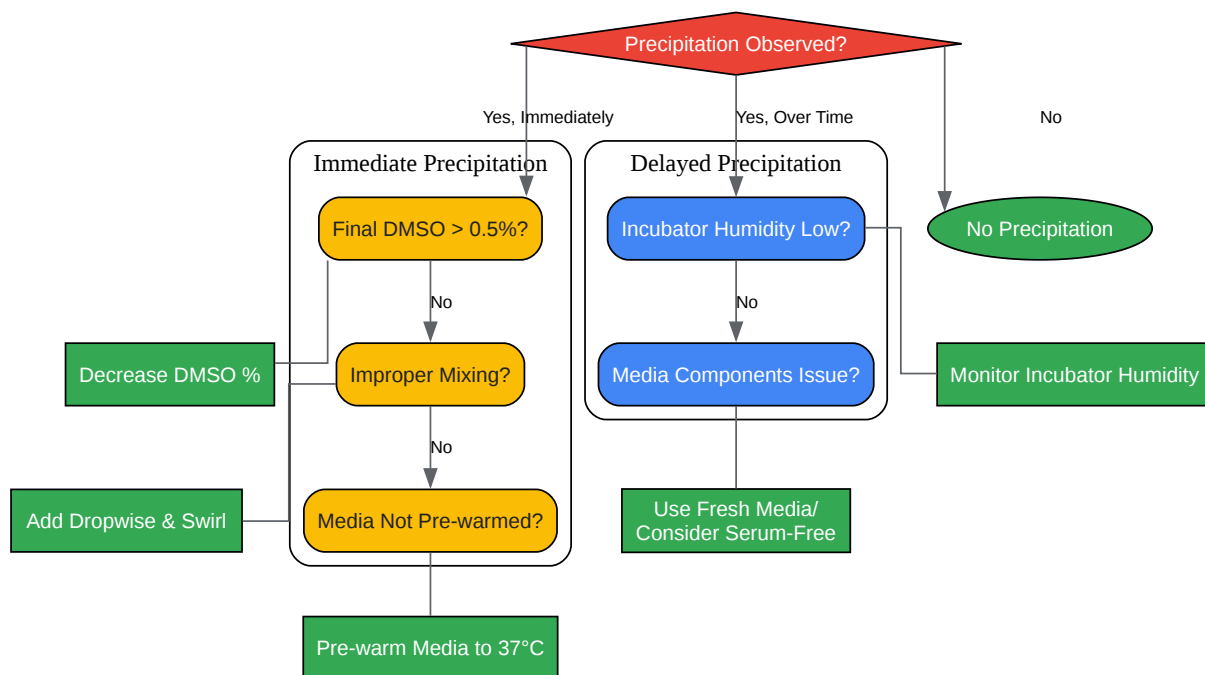 Precipitation Observed?
Yes, Immediately
Yes, Over Time
No
Immediate Precipitation
Delayed Precipitation
Final DMSO > 0.5%?
Incubator Humidity Low?
No Precipitation
No
No
Decrease DMSO %
Improper Mixing?
Media Components Issue?
Monitor Incubator Humidity
No
Add Dropwise & Swirl
Media Not Pre-warmed?
Use Fresh Media/
Consider Serum-Free
Pre-warm Media to 37°C